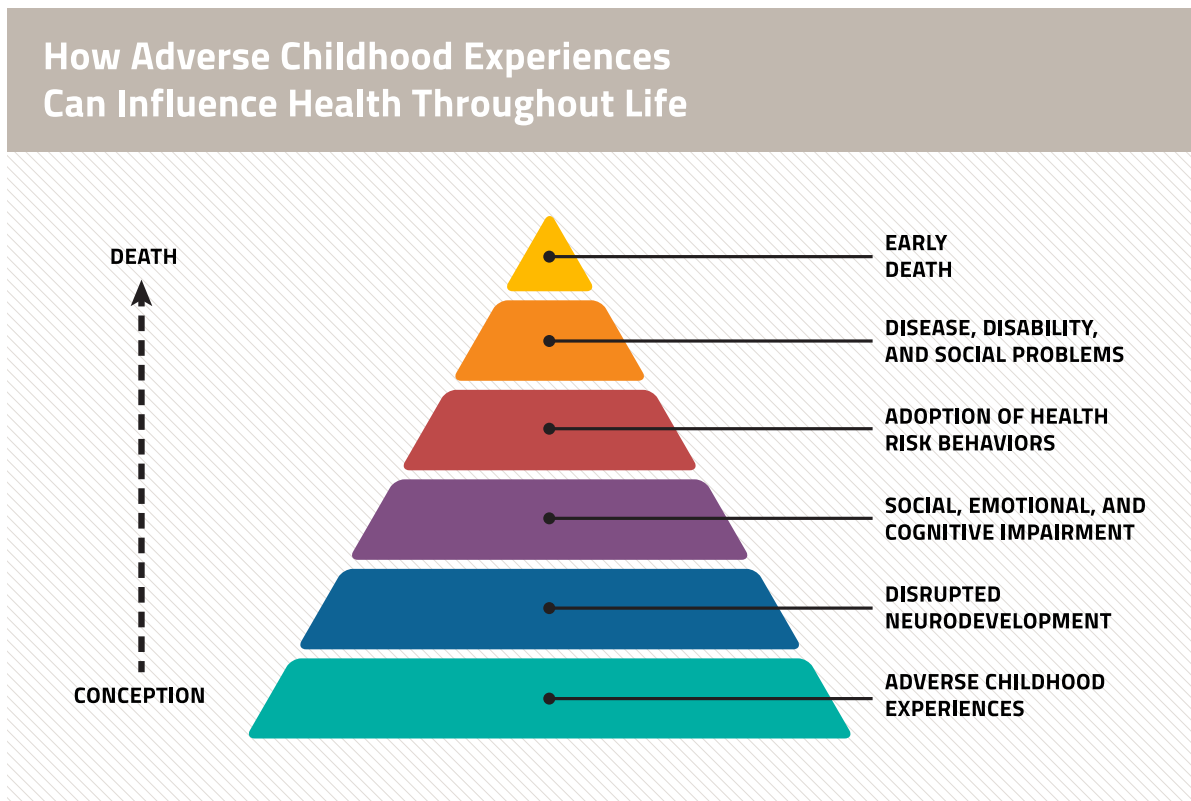 How Adverse Childhood Experiences
Can Influence Health Throughout Life
DEATH
CONCEPTION
EARLY
DEATH
DISEASE, DISABILITY,
AND SOCIAL PROBLEMS
ADOPTION OF HEALTH
RISK BEHAVIORS
SOCIAL, EMOTIONAL, AND
COGNITIVE IMPAIRMENT
DISRUPTED
NEURODEVELOPMENT
ADVERSE CHILDHOOD
EXPERIENCES